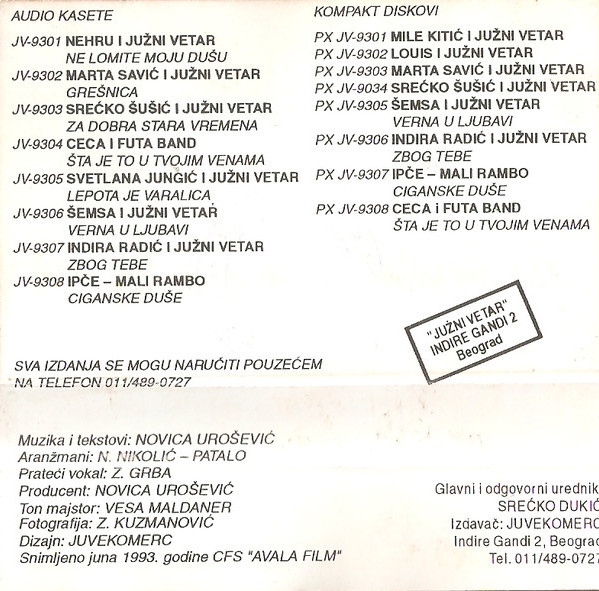 AUDIO KASETE
JV-9301 NEHRU I JUŽNI VETAR
NE LOMITE MOJU DUŠU
JV-9302 MARTA SAVIĆ I JUŽNI VETAR
GREŠNICA
JV-9303 SREĆKO ŠUŠIĆ I JUŽNI VETAR
ZA DOBRA STARA VREMENA
JV-9304 CECA I FUTA BAND
ŠTA JE TO U TVOJIM VENAMA
JV-9305 SVETLANA JUNGIĆ I JUŽNI VETAR
LEPOTA JE VARALICA
JV-9306 ŠEMSA I JUŽNI VETAR
VERNA U LJUBAVI
JV-9307 INDIRA RADIĆ I JUŽNI VETAR
ZBOG TEBE
JV-9308 IPČE – MALI RAMBO
CIGANSKE DUŠE
KOMPAKT DISKOVI
PX JV-9301 MILE KITIĆ I JUŽNI VETAR
PX JV-9302 LOUIS I JUŽNI VETAR
PX JV-9303 MARTA SAVIĆ I JUŽNI VETAR
PX JV-9034 SREĆKO ŠUŠIĆ I JUŽNI VETAR
PX JV-9305 ŠEMSA I JUŽNI VETAR
VERNA U LJUBAVI
PX JV-9306 INDIRA RADIĆ I JUŽNI VETAR
ZBOG TEBE
PX JV-9307 IPČE – MALI RAMBO
CIGANSKE DUŠE
PX JV-9308 CECA i FUTA BAND
ŠTA JE TO U TVOJIM VENAMA
"JUŽNI VETAR"
INDIRE GANDI 2
Beograd
SVA IZDANJA SE MOGU NARUČITI POUZEĆEM
NA TELEFON 011/489-0727
Muzika i tekstovi: NOVICA UROŠEVIĆ
Aranžmani: N. NIKOLIĆ – PATALO
Prateći vokal: Z. GRBA
Producent: NOVICA UROŠEVIĆ
Ton majstor: VESA MALDANER
Fotografija: Z. KUZMANOVIĆ
Dizajn: JUVEKOMERC
Snimljeno juna 1993. godine CFS "AVALA FILM"
Glavni i odgovorni urednik
SREĆKO DUKIĆ
Izdavač: JUVEKOMERC
Indire Gandi 2, Beograd
Tel. 011/489-0727